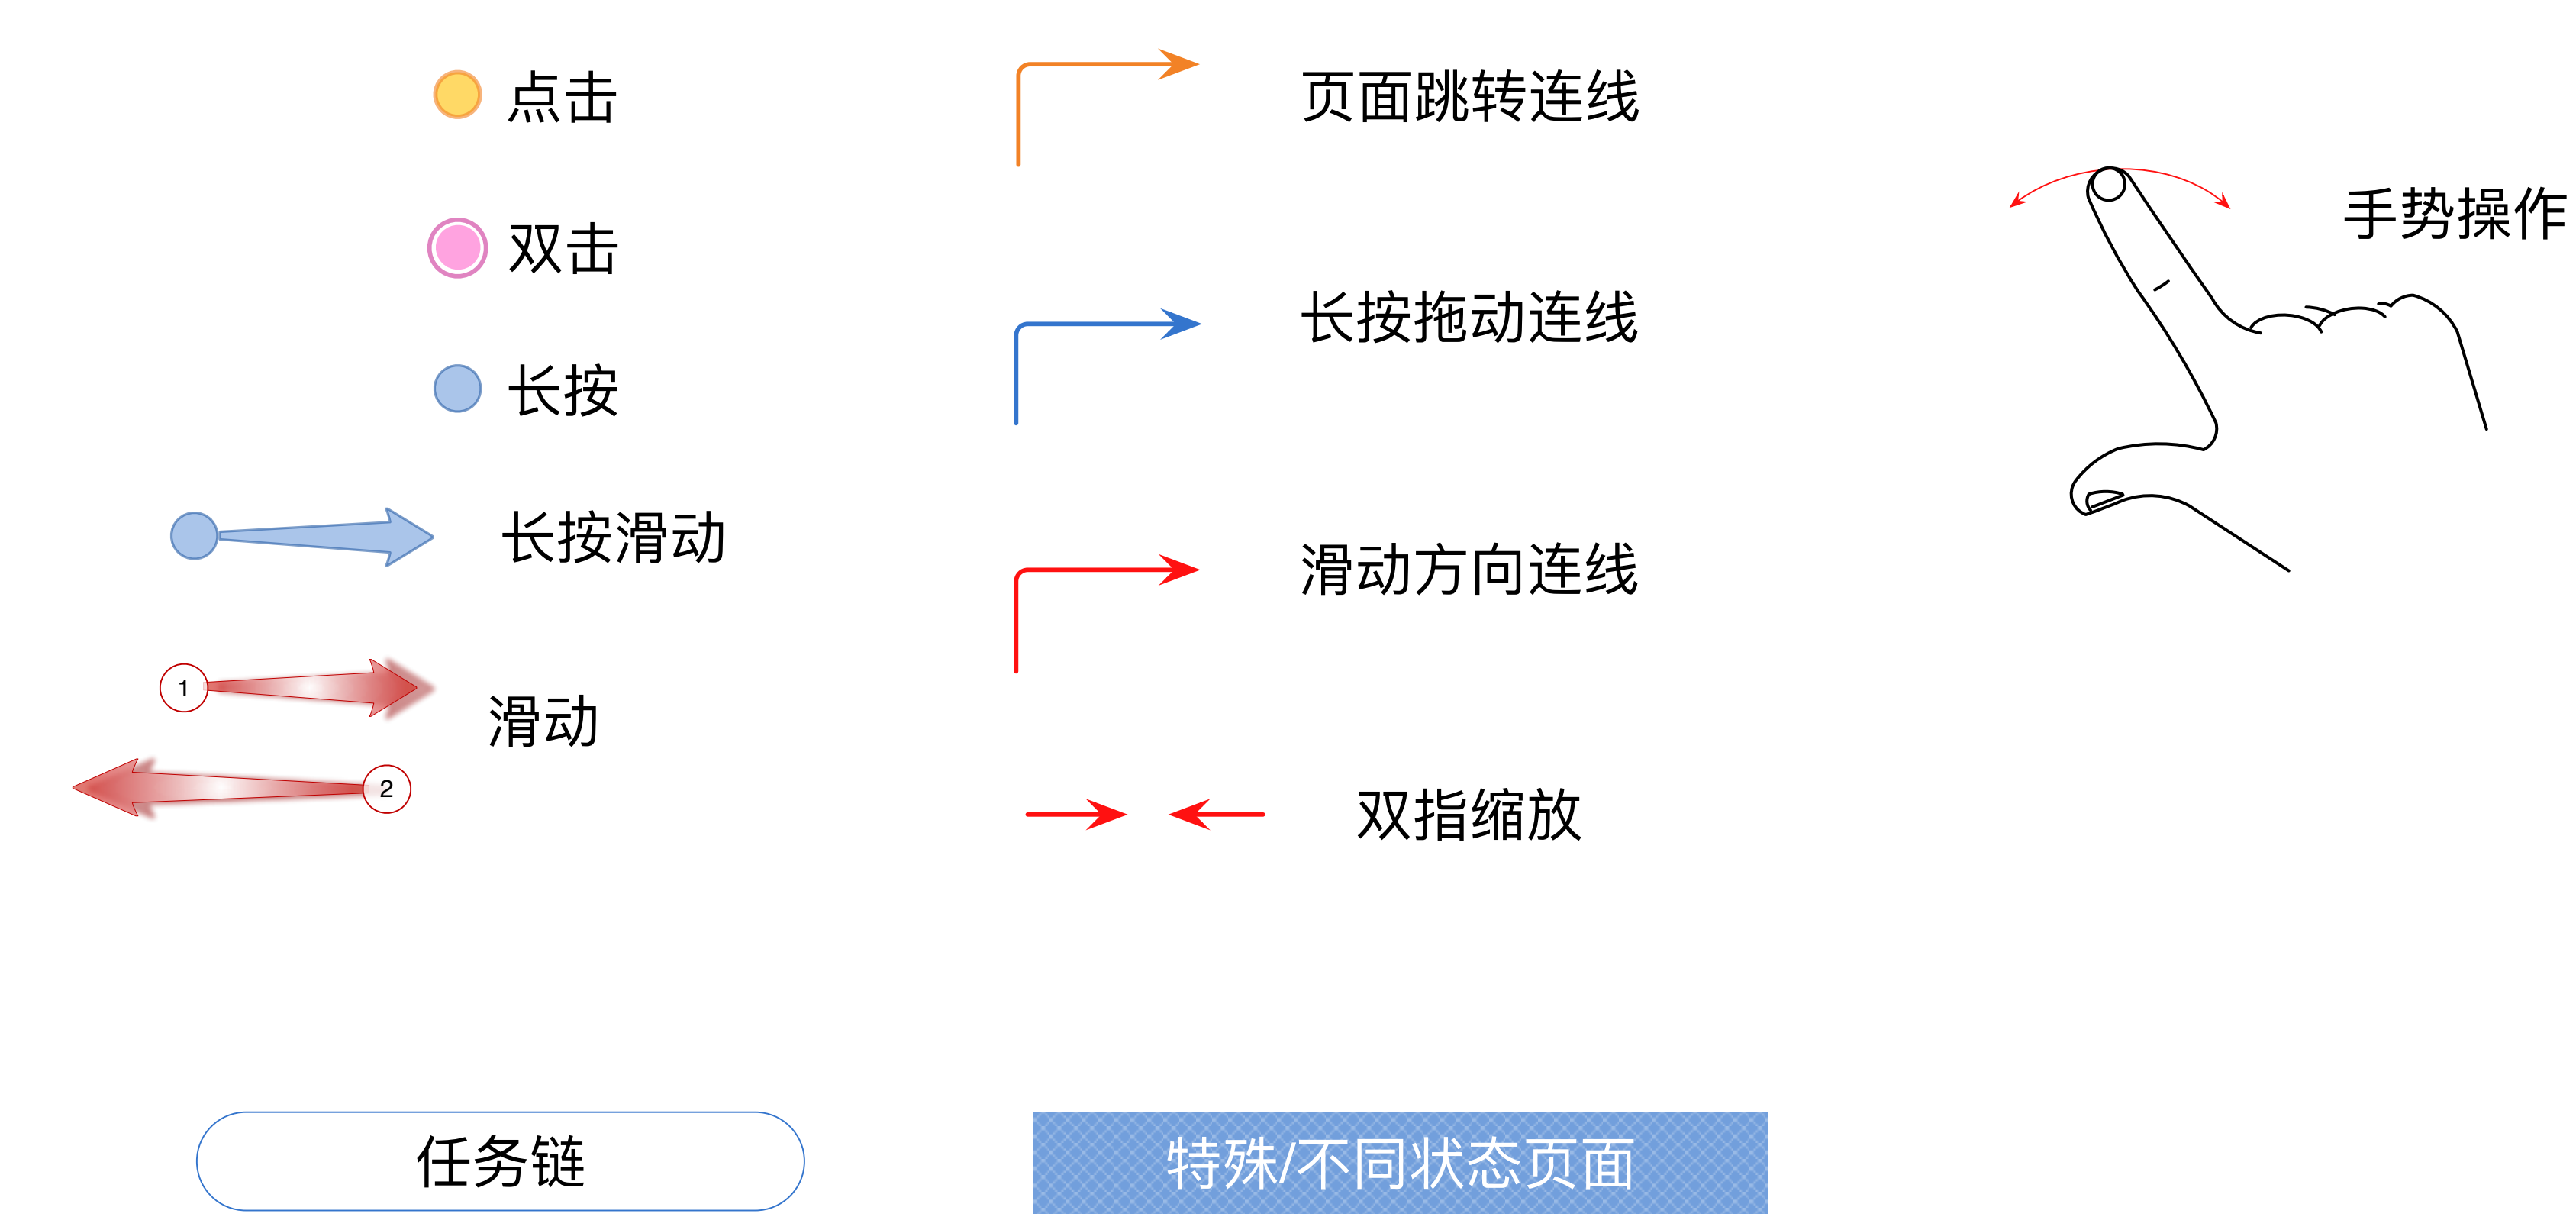 点击
双击
长按
长按滑动
1
滑动
2
页面跳转连线
长按拖动连线
滑动方向连线
双指缩放
手势操作
任务链
特殊/不同状态页面